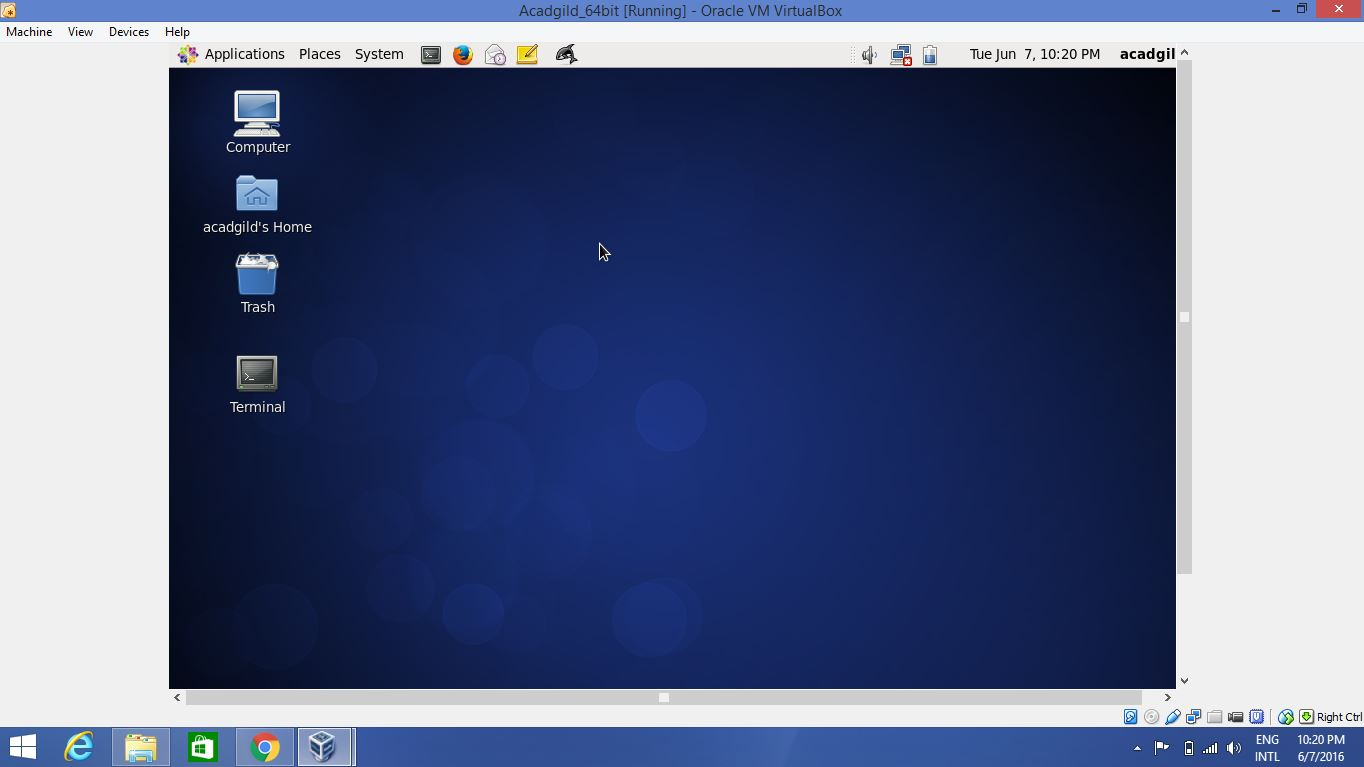 Acadgild_64bit [Running] - Oracle VM VirtualBox
Machine View Devices Help
Applications Places System Tue Jun 7, 10:20 PM acadgil
Computer
acadgild's Home
Trash
Terminal
Right Ctrl
ENG 10:20 PM
INTL 6/7/2016